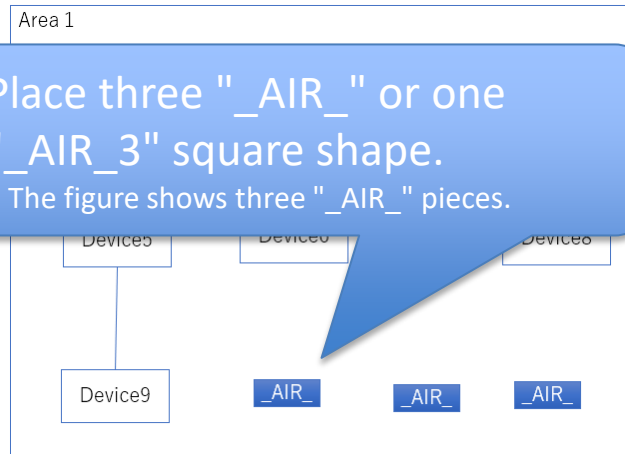 Area 1
Place three "_AIR_" or one
"_AIR_3" square shape.
The figure shows three "_AIR_" pieces.
Device5
Device8
Device9
_AIR_
_AIR_
_AIR_